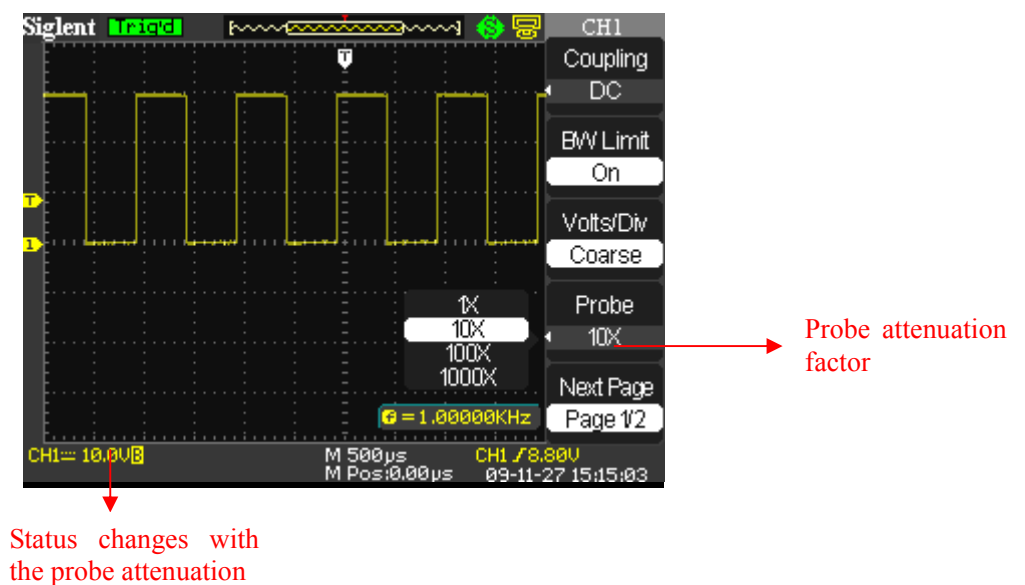 Siglent Trig'd S CH1
T
Coupling
DC
BW Limit
On
T
Volts/Div
1
Coarse
1X
Probe
10X
10X
100X
1000X
Probe attenuation
factor
Next Page
f = 1.00000KHz
Page 1/2
CH1 10.0V B M 500µs CH1 8.80V
M Pos:0.00µs 09-11-27 15:15:03
Status changes with
the probe attenuation